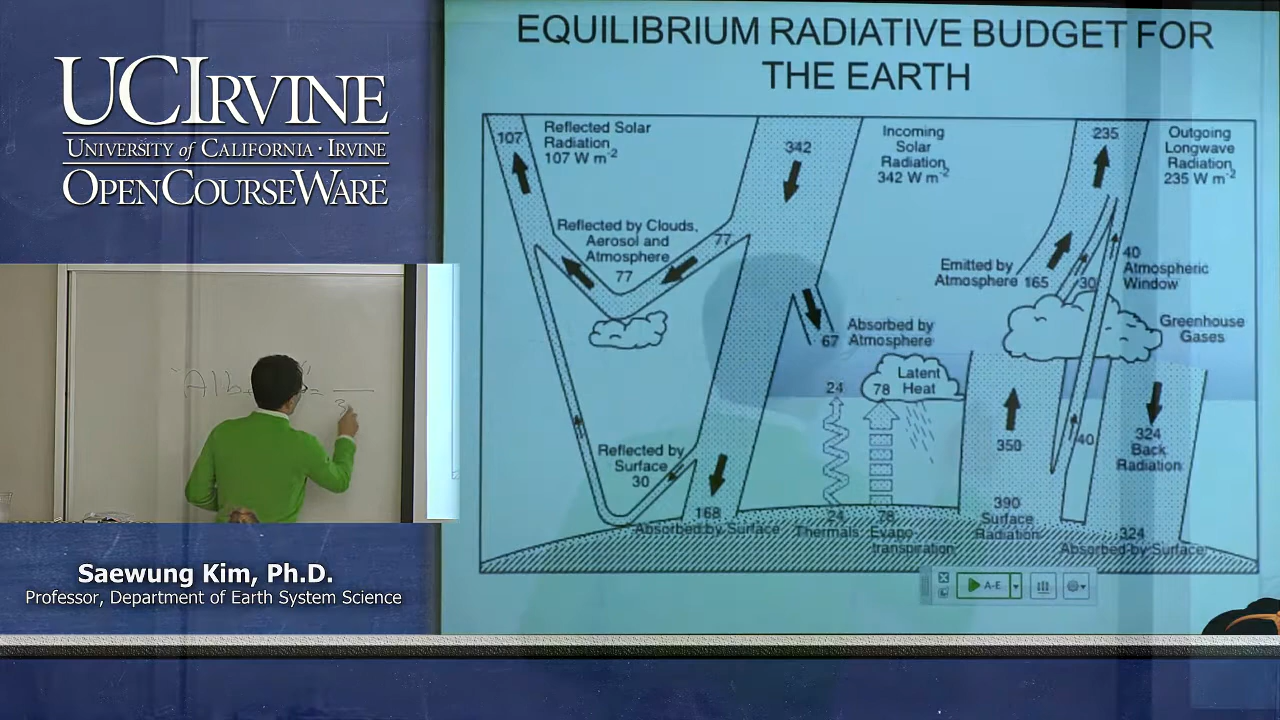 UCIRVINE
UNIVERSITY of CALIFORNIA · IRVINE
OPENCOURSEWARE
Saewung Kim, Ph.D.
Professor, Department of Earth System Science
EQUILIBRIUM RADIATIVE BUDGET FOR
THE EARTH
107
Reflected Solar
Radiation
107 W m-2
342
Incoming
Solar
Radiation
342 W m-2
235
Outgoing
Longwave
Radiation
235 W m-2
Reflected by Clouds,
Aerosol and
Atmosphere
77
77
Emitted by
Atmosphere 165
30
40
Atmospheric
Window
67
Absorbed by
Atmosphere
Greenhouse
Gases
24
78
Latent
Heat
350
40
324
Back
Radiation
Reflected by
Surface
30
168
Absorbed by Surface
24
Thermals
78
Evapo-
transpiration
390
Surface
Radiation
324
Absorbed by Surface
A-E